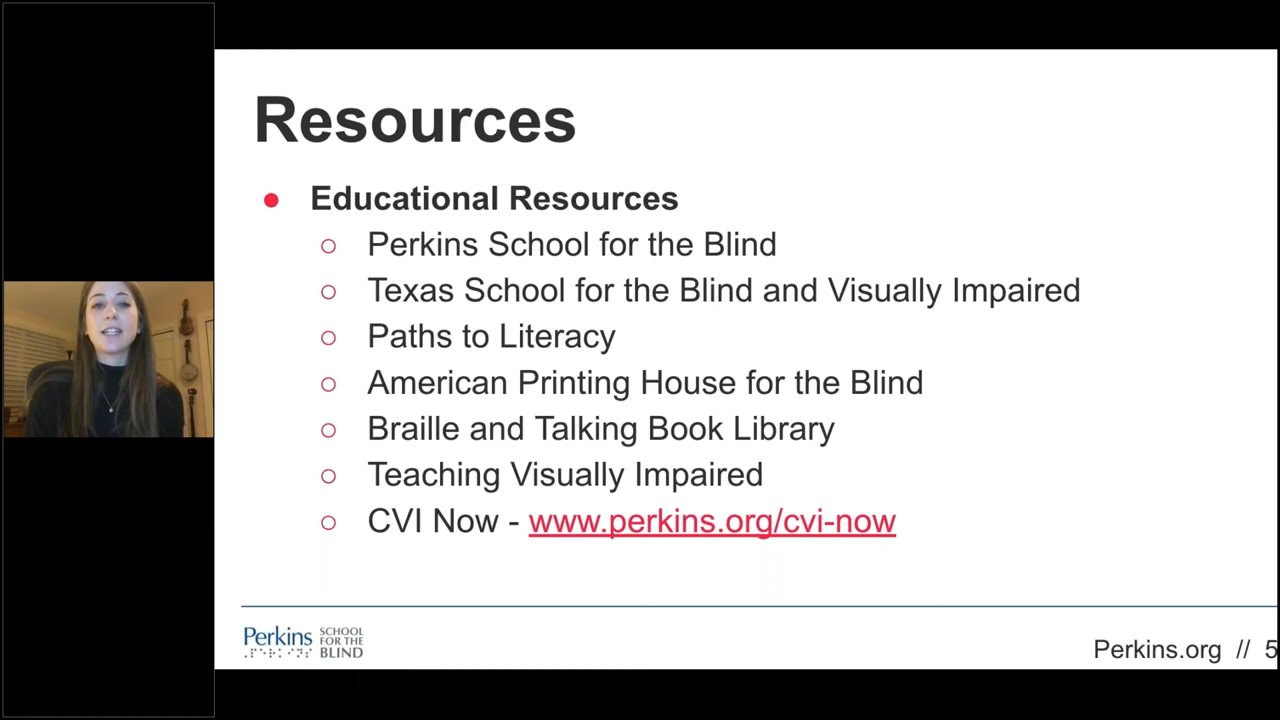 Resources
● Educational Resources
○ Perkins School for the Blind
○ Texas School for the Blind and Visually Impaired
○ Paths to Literacy
○ American Printing House for the Blind
○ Braille and Talking Book Library
○ Teaching Visually Impaired
○ CVI Now - www.perkins.org/cvi-now
Perkins SCHOOL FOR THE BLIND
Perkins.org // 5